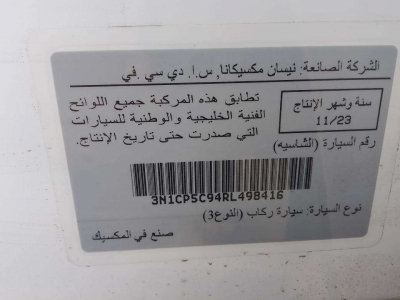 الشركة الصانعة: نيسان مكسيكانا, س.ا. دي سي. في
سنة وشهر الإنتاج
11/23
تطابق هذه المركبة جميع اللوائح
الفنية الخليجية والوطنية للسيارات
التي صدرت حتى تاريخ الإنتاج.
رقم السيارة (الشاسيه)
3N1CP5C94RL498416
نوع السيارة: سيارة ركاب (النوع3)
صنع في المكسيك